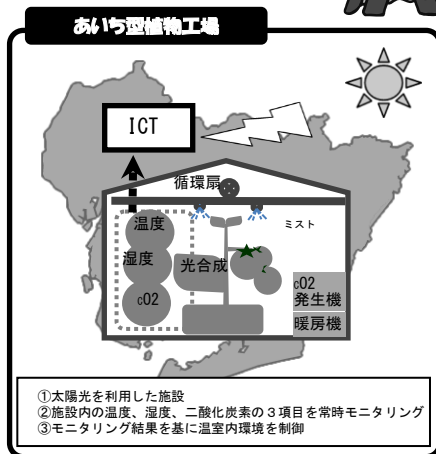 あいち型植物工場
ICT
循環扇
ミスト
温度
湿度
光合成
cO2
cO2
発生機
暖房機
①太陽光を利用した施設
②施設内の温度、湿度、二酸化炭素の３項目を常時モニタリング
③モニタリング結果を基に温室内環境を制御